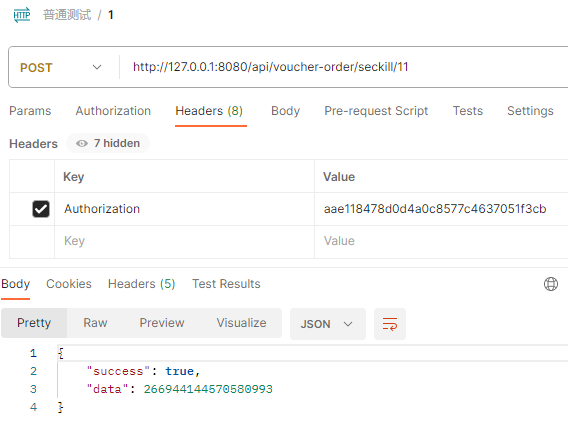 HTTP 普通测试 / 1
POST http://127.0.0.1:8080/api/voucher-order/seckill/11
Params Authorization Headers (8) Body Pre-request Script Tests Settings
Headers 7 hidden
Key Value
Authorization aae118478d0d4a0c8577c4637051f3cb
Key Value
Body Cookies Headers (5) Test Results
Pretty Raw Preview Visualize JSON
1 {
2 "success": true,
3 "data": 266944144570580993
4 }